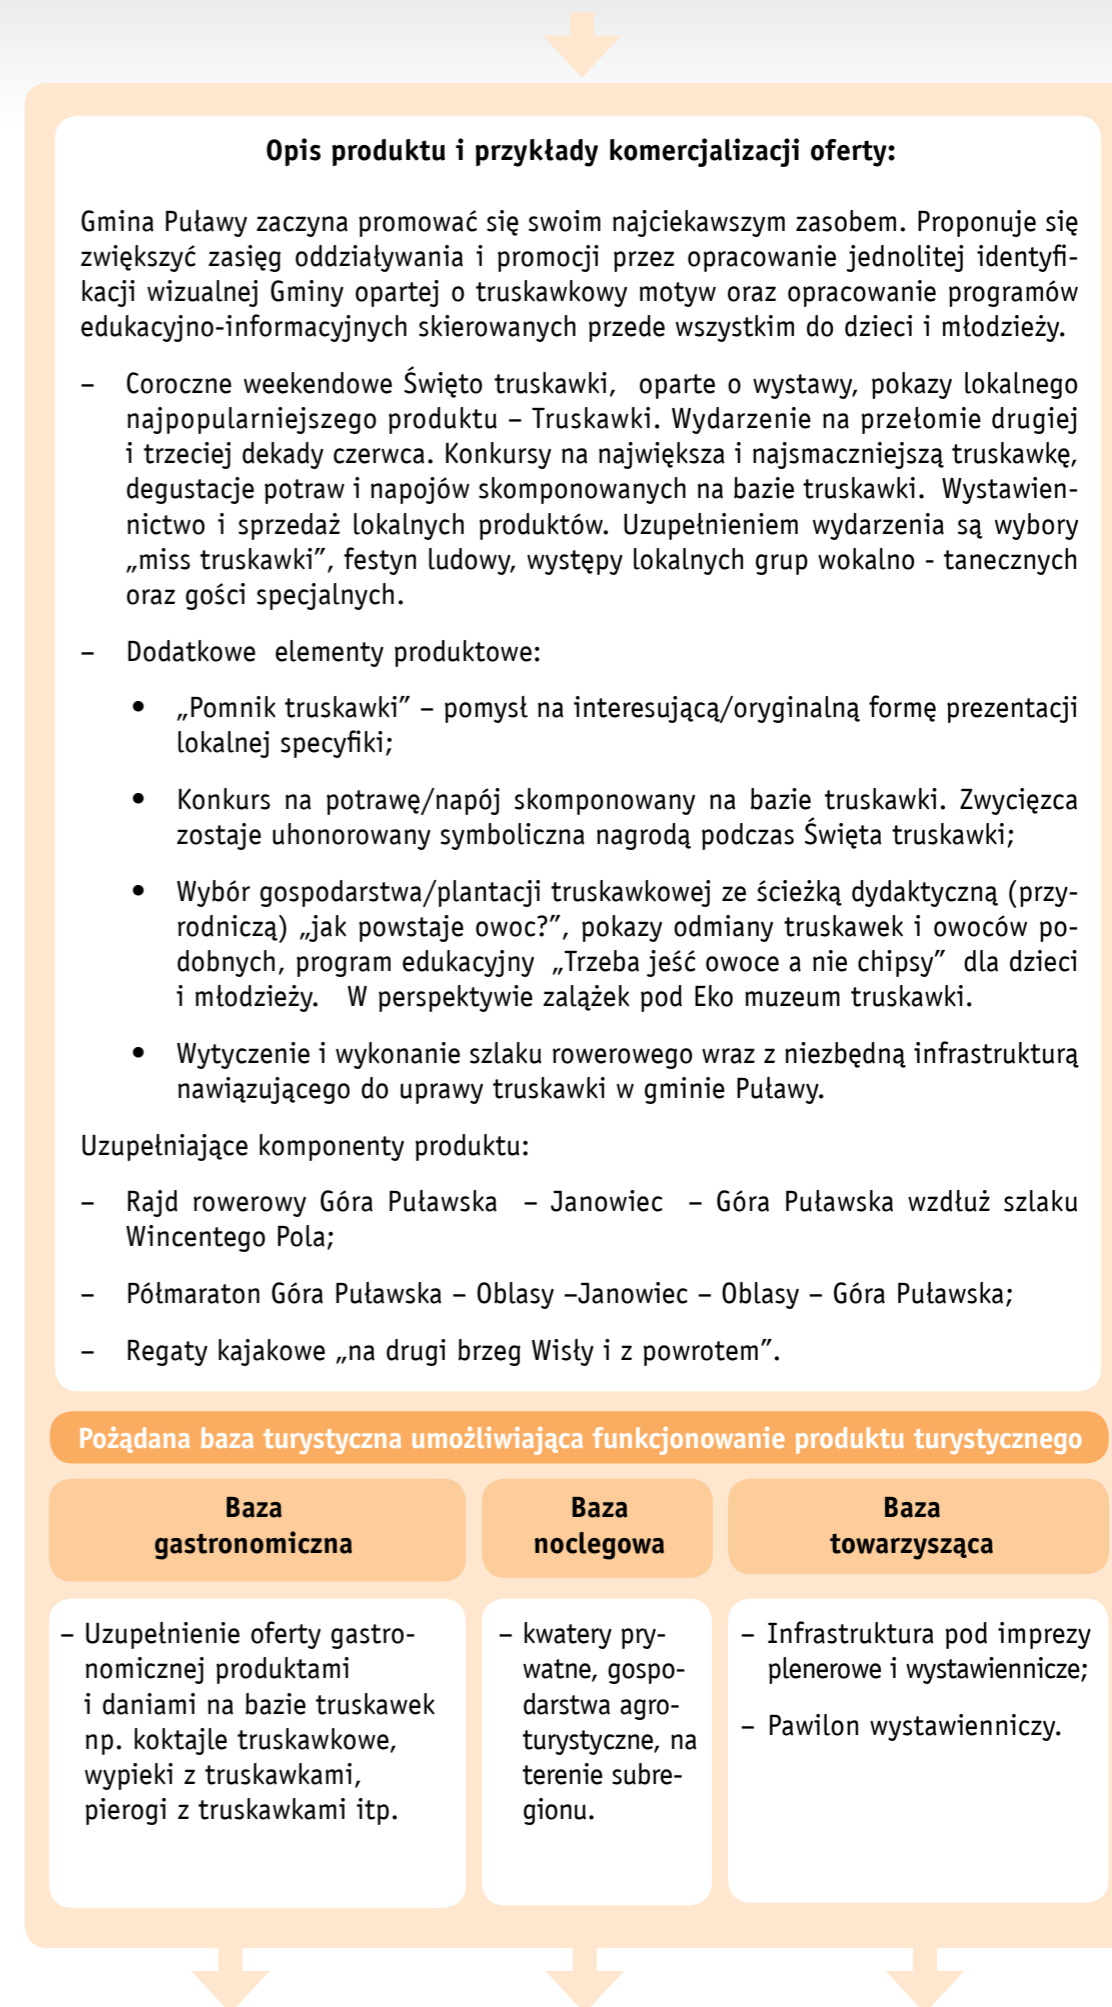 Opis produktu i przykłady komercjalizacji oferty:
Gmina Puławy zaczyna promować się swoim najciekawszym zasobem. Proponuje się
zwiększyć zasięg oddziaływania i promocji przez opracowanie jednolitej identyfi-
kacji wizualnej Gminy opartej o truskawkowy motyw oraz opracowanie programów
edukacyjno-informacyjnych skierowanych przede wszystkim do dzieci i młodzieży.
– Coroczne weekendowe Święto truskawki, oparte o wystawy, pokazy lokalnego
najpopularniejszego produktu – Truskawki. Wydarzenie na przełomie drugiej
i trzeciej dekady czerwca. Konkursy na największa i najsmaczniejszą truskawkę,
degustacje potraw i napojów skomponowanych na bazie truskawki. Wystawien-
nictwo i sprzedaż lokalnych produktów. Uzupełnieniem wydarzenia są wybory
„miss truskawki”, festyn ludowy, występy lokalnych grup wokalno - tanecznych
oraz gości specjalnych.
– Dodatkowe elementy produktowe:
• „Pomnik truskawki” – pomysł na interesującą/oryginalną formę prezentacji
lokalnej specyfiki;
• Konkurs na potrawę/napój skomponowany na bazie truskawki. Zwycięzca
zostaje uhonorowany symboliczna nagrodą podczas Święta truskawki;
• Wybór gospodarstwa/plantacji truskawkowej ze ścieżką dydaktyczną (przy-
rodniczą) „jak powstaje owoc?”, pokazy odmiany truskawek i owoców po-
dobnych, program edukacyjny „Trzeba jeść owoce a nie chipsy” dla dzieci
i młodzieży. W perspektywie zalążek pod Eko muzeum truskawki.
• Wytyczenie i wykonanie szlaku rowerowego wraz z niezbędną infrastrukturą
nawiązującego do uprawy truskawki w gminie Puławy.
Uzupełniające komponenty produktu:
– Rajd rowerowy Góra Puławska – Janowiec – Góra Puławska wzdłuż szlaku
Wincentego Pola;
– Półmaraton Góra Puławska – Oblasy –Janowiec – Oblasy – Góra Puławska;
– Regaty kajakowe „na drugi brzeg Wisły i z powrotem”.
Pożądana baza turystyczna umożliwiająca funkcjonowanie produktu turystycznego
Baza
gastronomiczna
– Uzupełnienie oferty gastro-
nomicznej produktami
i daniami na bazie truskawek
np. koktajle truskawkowe,
wypieki z truskawkami,
pierogi z truskawkami itp.
Baza
noclegowa
– kwatery pry-
watne, gospo-
darstwa agro-
turystyczne, na
terenie subre-
gionu.
Baza
towarzysząca
– Infrastruktura pod imprezy
plenerowe i wystawiennicze;
– Pawilon wystawienniczy.